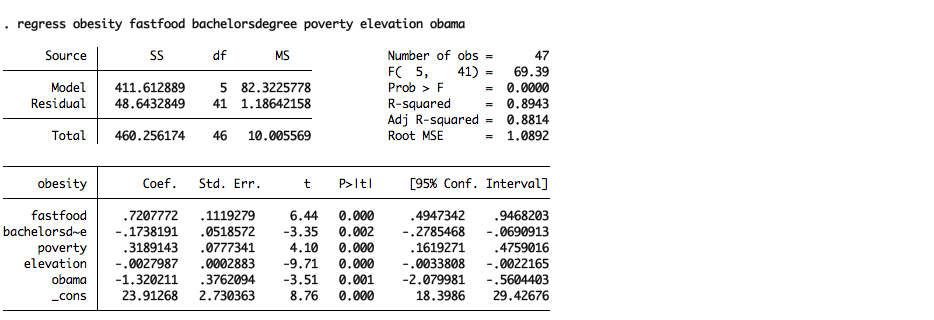 . regress obesity fastfood bachelorsdegree poverty elevation obama
Source | SS df MS Number of obs = 47
F( 5, 41) = 69.39
Model | 411.612889 5 82.3225778 Prob > F = 0.0000
Residual | 48.6432849 41 1.18642158 R-squared = 0.8943
Adj R-squared = 0.8814
Total | 460.256174 46 10.005569 Root MSE = 1.0892
obesity | Coef. Std. Err. t P>|t| [95% Conf. Interval]
fastfood | .7207772 .1119279 6.44 0.000 .4947342 .9468203
bachelorsd~e | -.1738191 .0518572 -3.35 0.002 -.2785468 -.0690913
poverty | .3189143 .0777341 4.10 0.000 .1619271 .4759016
elevation | -.0027987 .0002883 -9.71 0.000 -.0033808 -.0022165
obama | -1.320211 .3762094 -3.51 0.001 -2.079981 -.5604403
_cons | 23.91268 2.730363 8.76 0.000 18.3986 29.42676